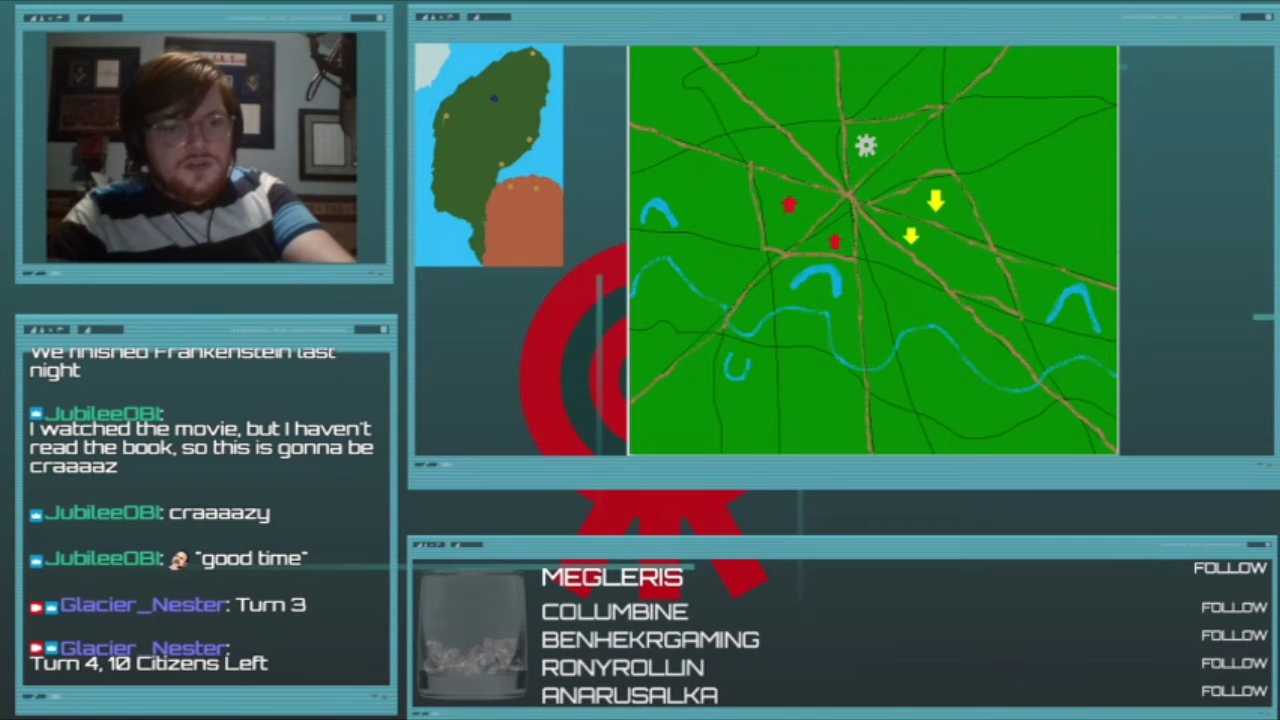 We finished Frankenstein last
night
JubileeOBI:
I watched the movie, but I haven't
read the book, so this is gonna be
craaaaz
JubileeOBI: craaaazy
JubileeOBI: "good time"
Glacier_Nester: Turn 3
Glacier_Nester:
Turn 4, 10 Citizens Left
MEGLERIS FOLLOW
COLUMBINE FOLLOW
BENHEKRGAMING FOLLOW
RONYROLLIN FOLLOW
ANARUSALKA FOLLOW